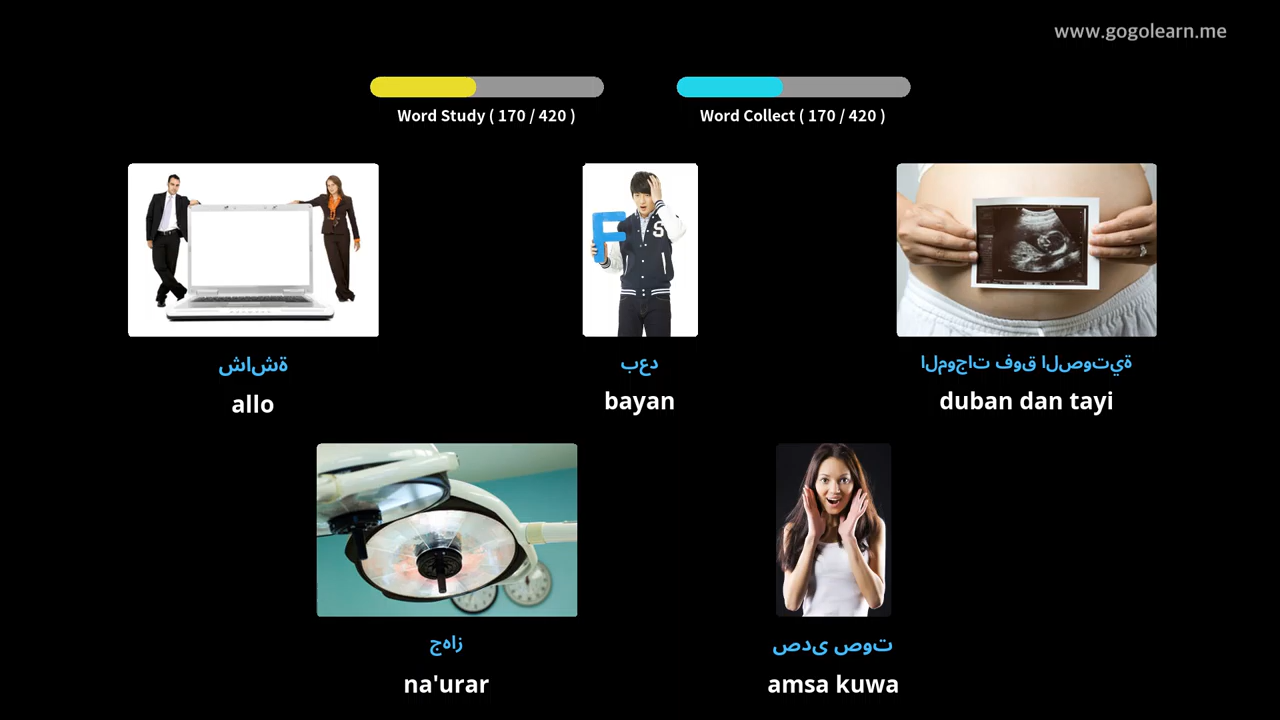 www.gogolearn.me
Word Study ( 170 / 420 )
Word Collect ( 170 / 420 )
شاشة
allo
بعد
bayan
الموجات فوق الصوتية
duban dan tayi
جهاز
na'urar
صدى صوت
amsa kuwa